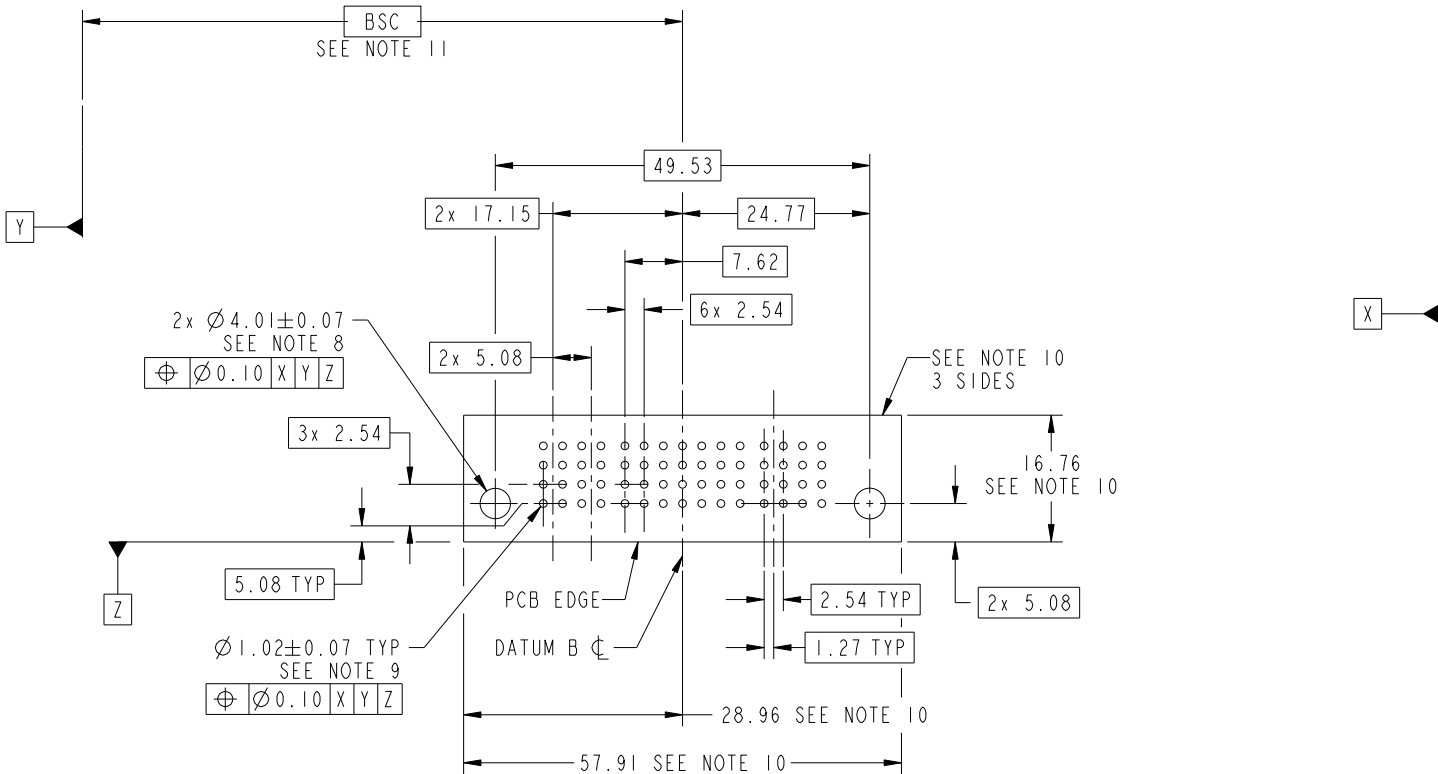 BSC
SEE NOTE 11
49.53
2x 17.15
24.77
Y
7.62
6x 2.54
X
2x Ø4.01±0.07
SEE NOTE 8
⌖ Ø0.10 X Y Z
2x 5.08
SEE NOTE 10
3 SIDES
3x 2.54
16.76
SEE NOTE 10
5.08 TYP
Z
PCB EDGE
2.54 TYP
2x 5.08
Ø1.02±0.07 TYP
SEE NOTE 9
⌖ Ø0.10 X Y Z
DATUM B ℄
1.27 TYP
28.96 SEE NOTE 10
57.91 SEE NOTE 10